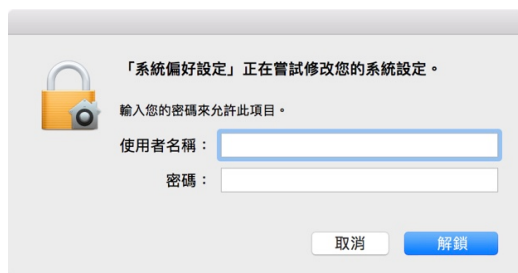 「系統偏好設定」正在嘗試修改您的系統設定。
輸入您的密碼來允許此項目。
使用者名稱：
密碼：
取消
解鎖